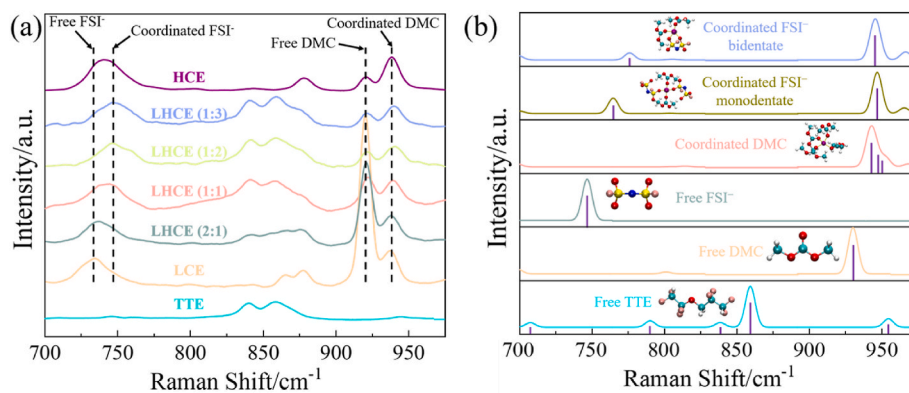 (a)
Free FSI⁻
Coordinated FSI⁻
Free DMC
Coordinated DMC
HCE
LHCE (1:3)
LHCE (1:2)
LHCE (1:1)
LHCE (2:1)
LCE
TTE
Intensity/a.u.
700 750 800 850 900 950
Raman Shift/cm⁻¹
(b)
Coordinated FSI⁻
bidentate
Coordinated FSI⁻
monodentate
Coordinated DMC
Free FSI⁻
Free DMC
Free TTE
Intensity/a.u.
700 750 800 850 900 950
Raman Shift/cm⁻¹